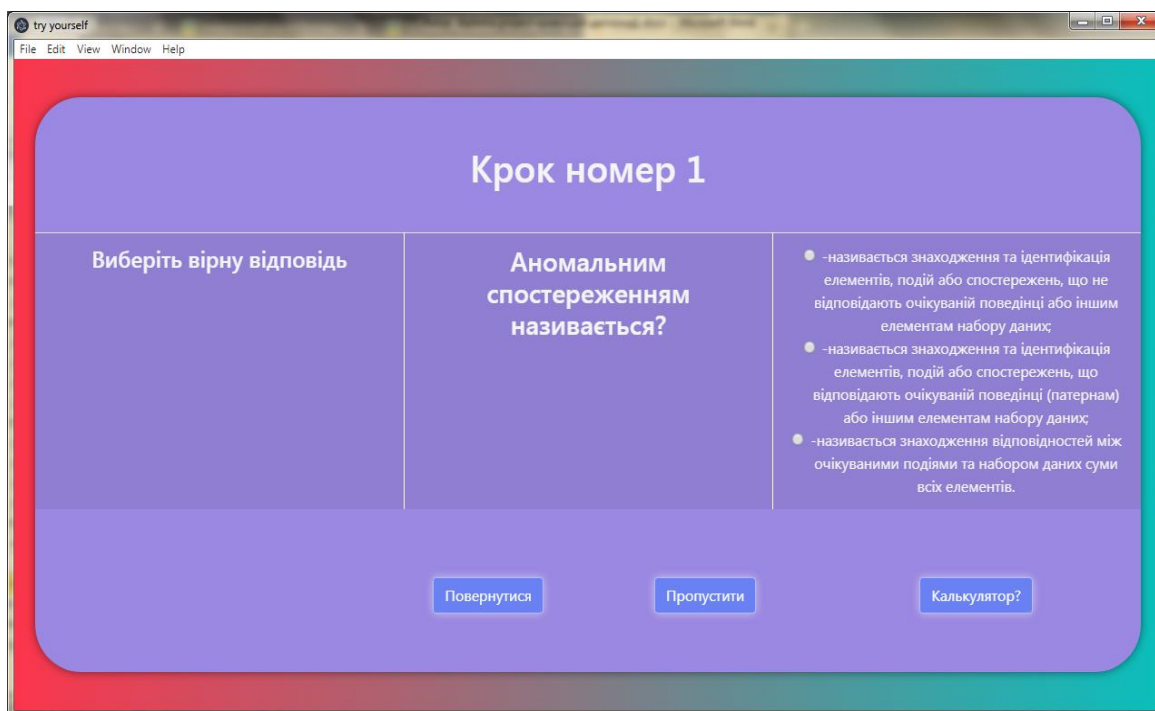 try yourself
File Edit View Window Help
Крок номер 1
Виберіть вірну відповідь
Аномальним
спостереженням
називається?
-називається знаходження та ідентифікація
елементів, подій або спостережень, що не
відповідають очікуваній поведінці або іншим
елементам набору даних;
-називається знаходження та ідентифікація
елементів, подій або спостережень, що
відповідають очікуваній поведінці (патернам)
або іншим елементам набору даних;
-називається знаходження відповідностей між
очікуваними подіями та набором даних суми
всіх елементів.
Повернутися
Пропустити
Калькулятор?